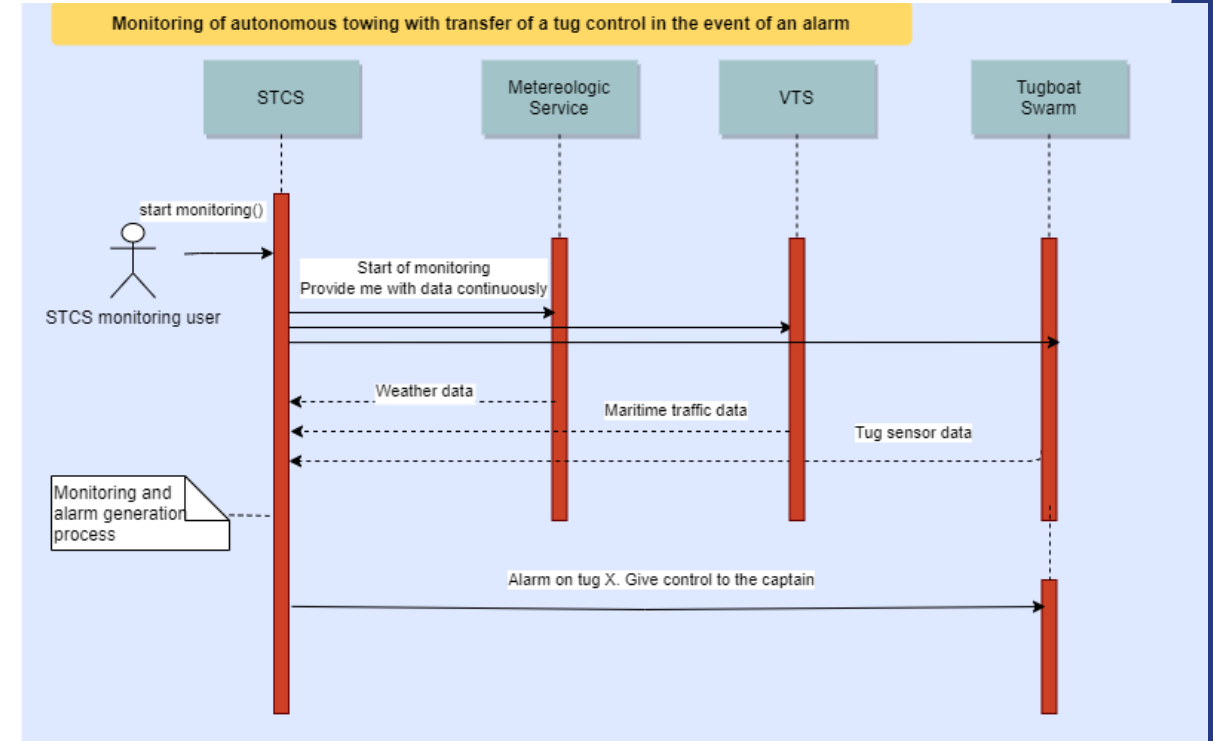 Monitoring of autonomous towing with transfer of a tug control in the event of an alarm
STCS
Metereologic
Service
VTS
Tugboat
Swarm
start monitoring()
STCS monitoring user
Start of monitoring
Provide me with data continuously
Weather data
Maritime traffic data
Tug sensor data
Monitoring and
alarm generation
process
Alarm on tug X. Give control to the captain